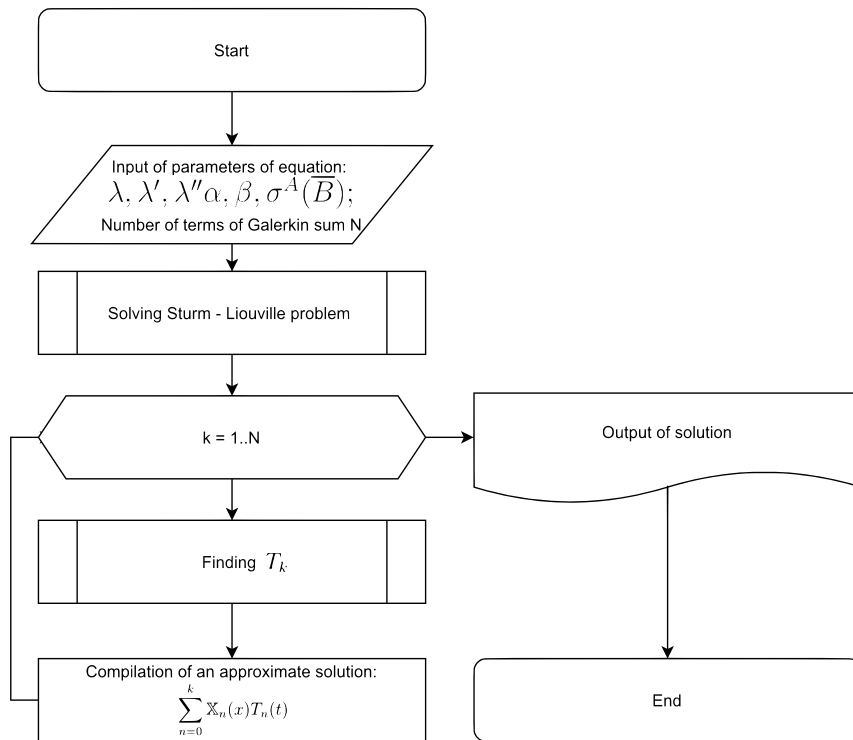 Start
Input of parameters of equation:
λ, λ′, λ″α, β, σ^A(B̅);
Number of terms of Galerkin sum N
Solving Sturm - Liouville problem
k = 1..N
Output of solution
Finding T_k
Compilation of an approximate solution:
∑_{n=0}^{k} 𝕏_n(x)T_n(t)
End